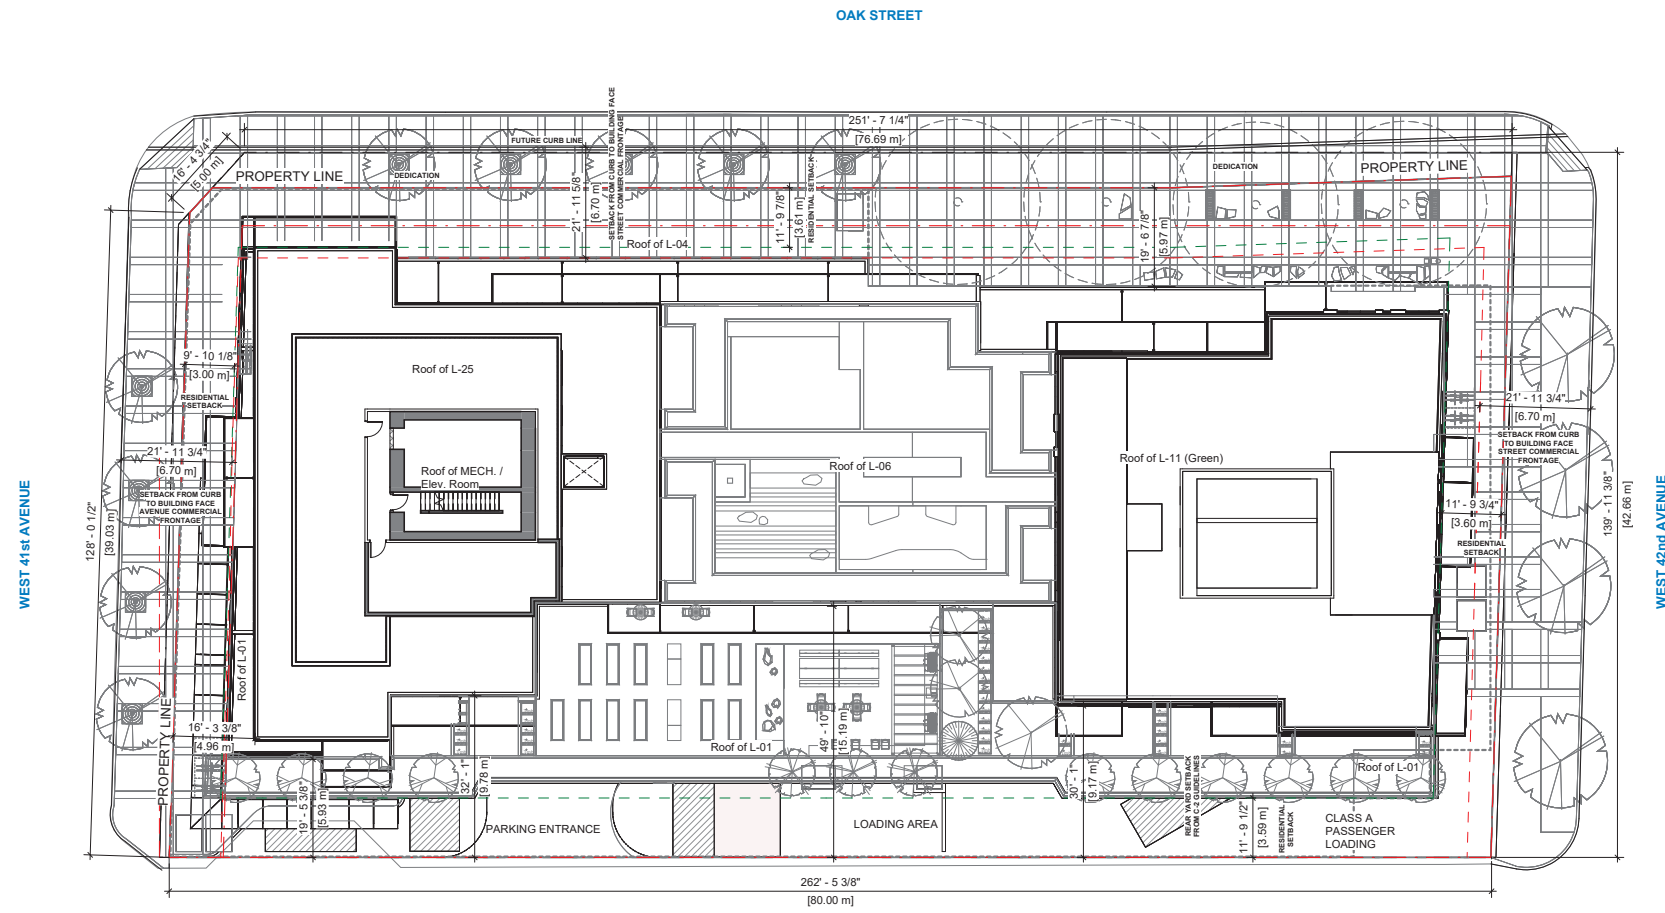 OAK STREET
251' - 7 1/4"
[76.69 m]
FUTURE CURB LINE
DEDICATION
SETBACK FROM CURB TO BUILDING FACE
STREET COMMERCIAL FRONTAGE
21' - 11 5/8"
[6.70 m]
11' - 9 7/8"
[3.61 m]
RESIDENTIAL SETBACK
16' - 4 3/4"
[5.00 m]
PROPERTY LINE
DEDICATION
PROPERTY LINE
19' - 6 7/8"
[5.97 m]
Roof of L-04
9' - 10 1/8"
[3.00 m]
RESIDENTIAL
SETBACK
21' - 11 3/4"
[6.70 m]
SETBACK FROM CURB
TO BUILDING FACE
AVENUE COMMERCIAL
FRONTAGE
WEST 41st AVENUE
128' - 0 1/2"
[39.03 m]
Roof of L-25
Roof of MECH. /
Elev. Room
Roof of L-06
Roof of L-11 (Green)
21' - 11 3/4"
[6.70 m]
SETBACK FROM CURB
TO BUILDING FACE
STREET COMMERCIAL
FRONTAGE
11' - 9 3/4"
[3.60 m]
RESIDENTIAL
SETBACK
139' - 11 3/8"
[42.66 m]
WEST 42nd AVENUE
Roof of L-01
PROPERTY LINE
16' - 3 3/8"
[4.96 m]
19' - 5 3/8"
[5.93 m]
32' - 1"
9.78 m]
Roof of L-01
49' - 10"
[15.19 m]
30' - 1
9.17 m]
REAR YARD SETBACK
FROM C-2 GUIDELINES
11' - 9 1/2"
[3.59 m]
RESIDENTIAL
SETBACK
Roof of L-01
PARKING ENTRANCE
LOADING AREA
CLASS A
PASSENGER
LOADING
262' - 5 3/8"
[80.00 m]